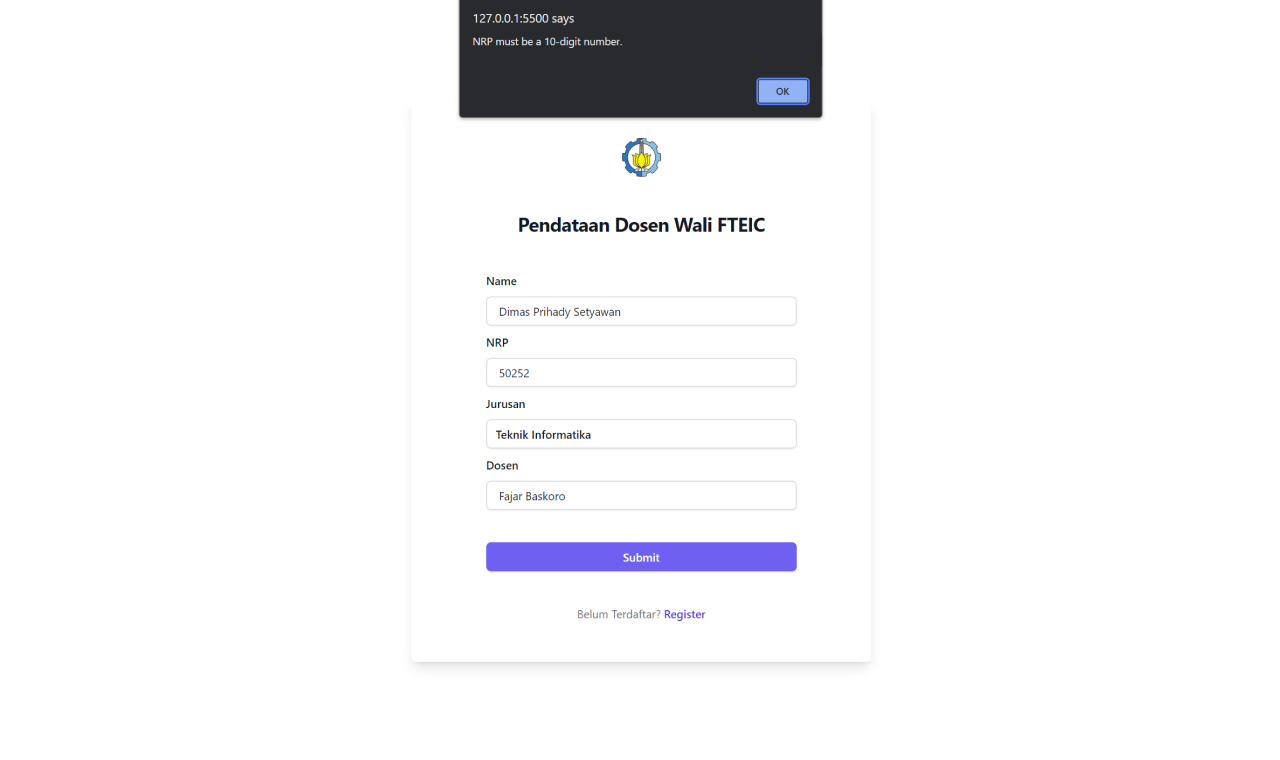 127.0.0.1:5500 says
NRP must be a 10-digit number.
OK
Pendataan Dosen Wali FTEIC
Name
Dimas Prihady Setyawan
NRP
50252
Jurusan
Teknik Informatika
Dosen
Fajar Baskoro
Submit
Belum Terdaftar? Register